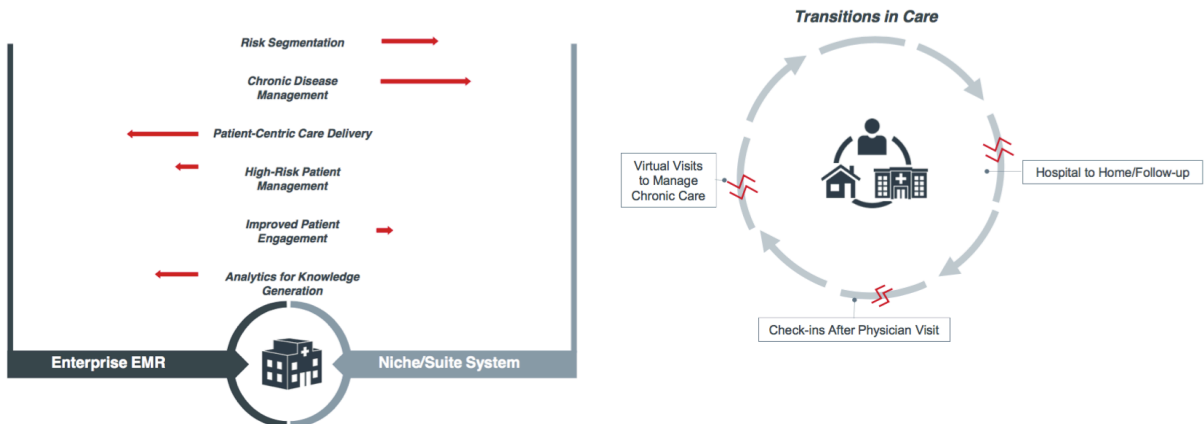 Risk Segmentation
Chronic Disease
Management
Patient-Centric Care Delivery
High-Risk Patient
Management
Improved Patient
Engagement
Analytics for Knowledge
Generation
Enterprise EMR
Niche/Suite System
Transitions in Care
Virtual Visits
to Manage
Chronic Care
Hospital to Home/Follow-up
Check-ins After Physician Visit